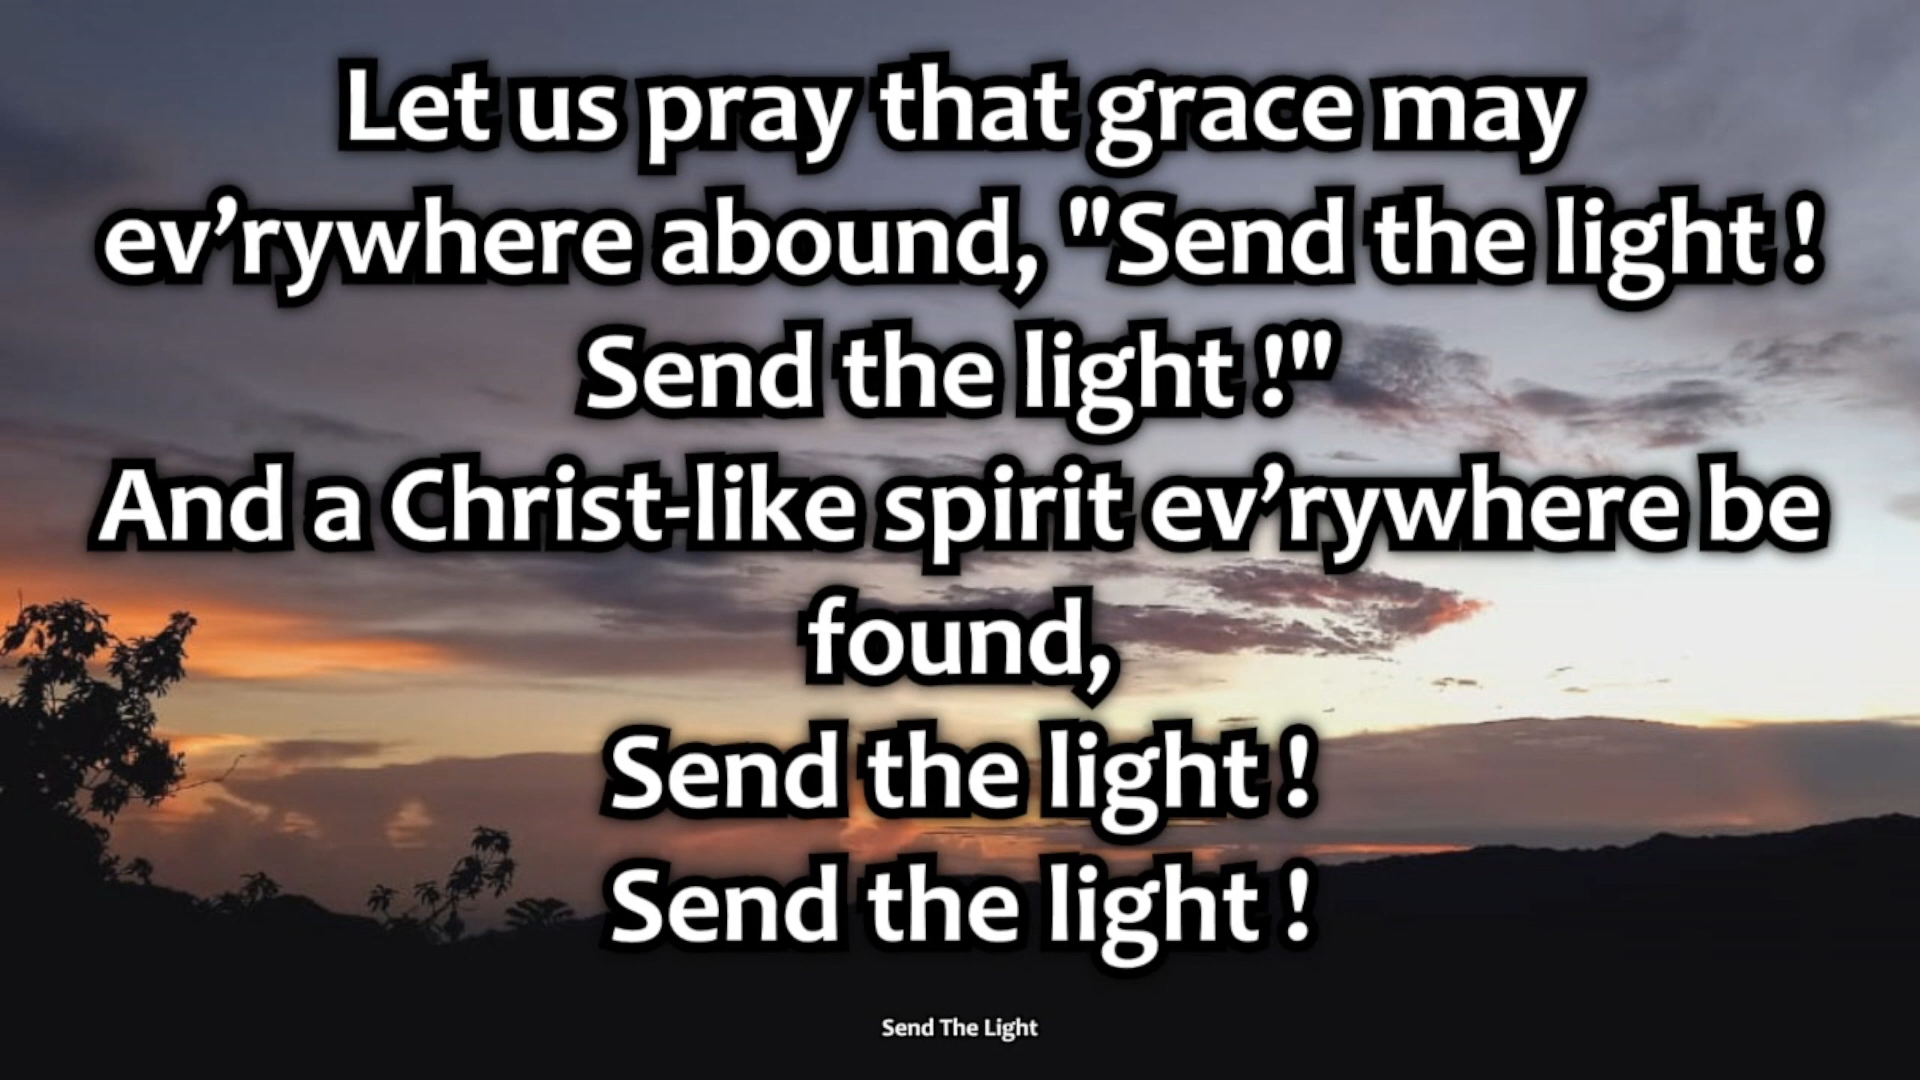 Let us pray that grace may
ev’rywhere abound, "Send the light !
Send the light !"
And a Christ-like spirit ev’rywhere be
found,
Send the light !
Send the light !
Send The Light